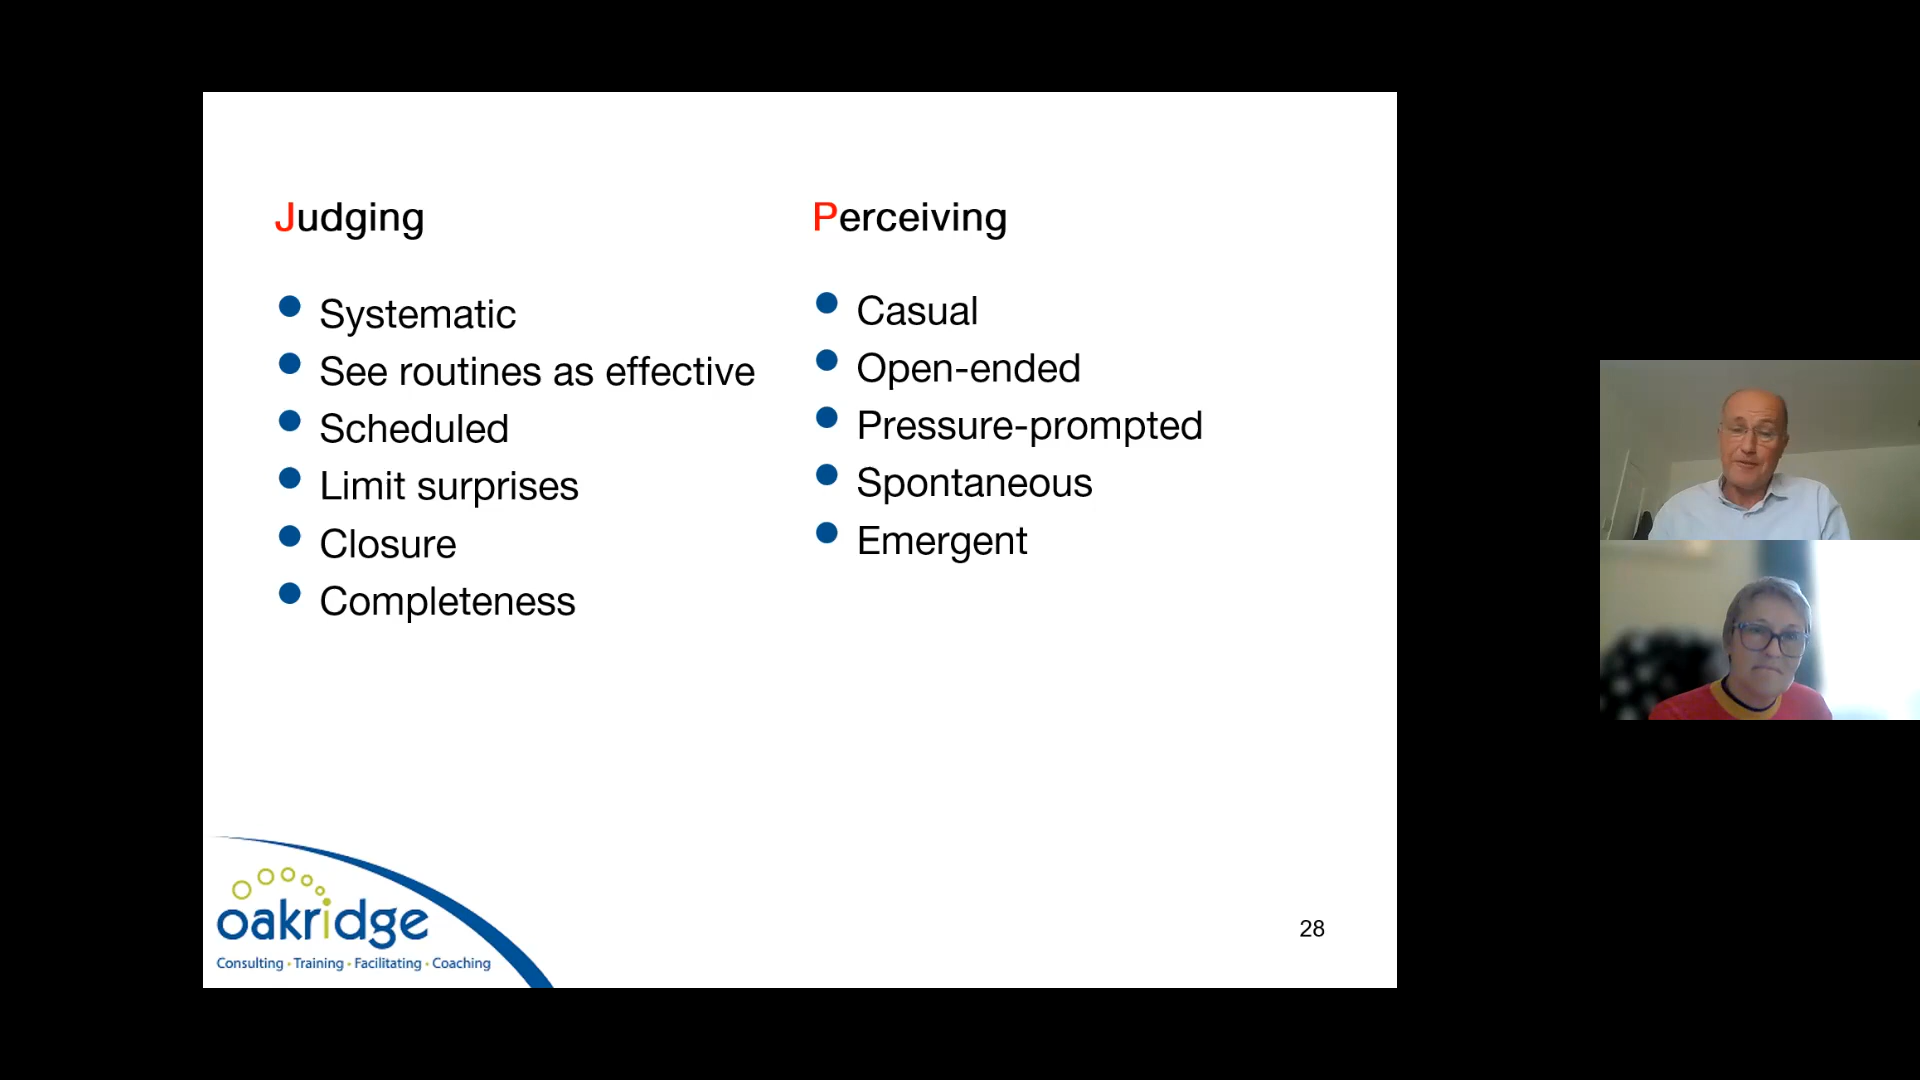 Judging
Systematic
See routines as effective
Scheduled
Limit surprises
Closure
Completeness
Perceiving
Casual
Open-ended
Pressure-prompted
Spontaneous
Emergent
oakridge
Consulting · Training · Facilitating · Coaching
28